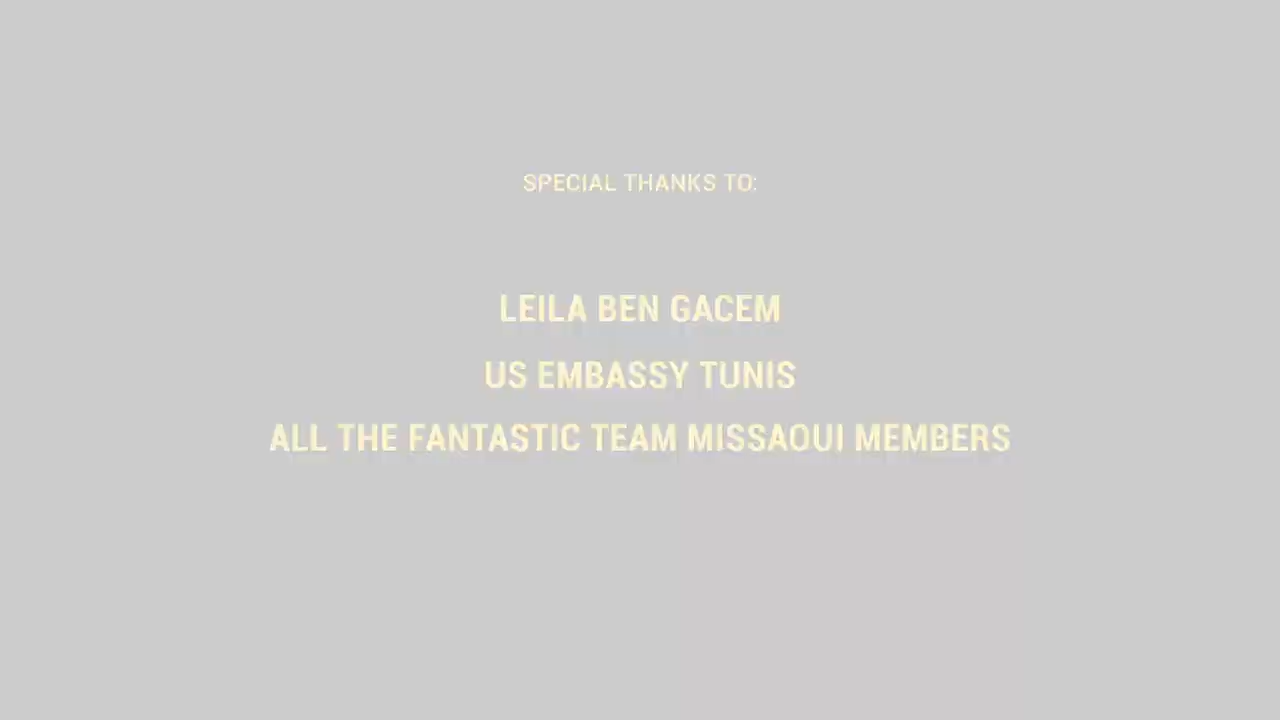 SPECIAL THANKS TO:
LEILA BEN GACEM
US EMBASSY TUNIS
ALL THE FANTASTIC TEAM MISSAOUI MEMBERS